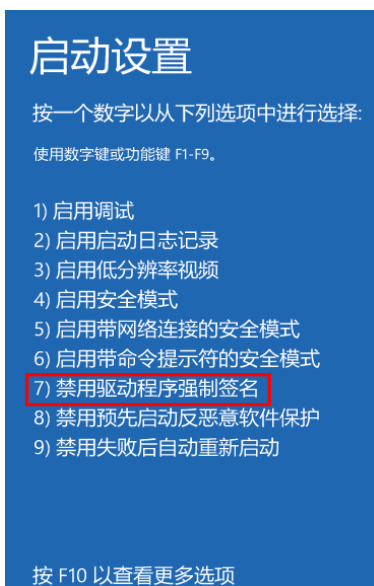 启动设置
按一个数字以从下列选项中进行选择:
使用数字键或功能键 F1-F9。
1) 启用调试
2) 启用启动日志记录
3) 启用低分辨率视频
4) 启用安全模式
5) 启用带网络连接的安全模式
6) 启用带命令提示符的安全模式
7) 禁用驱动程序强制签名
8) 禁用预先启动反恶意软件保护
9) 禁用失败后自动重新启动
按 F10 以查看更多选项